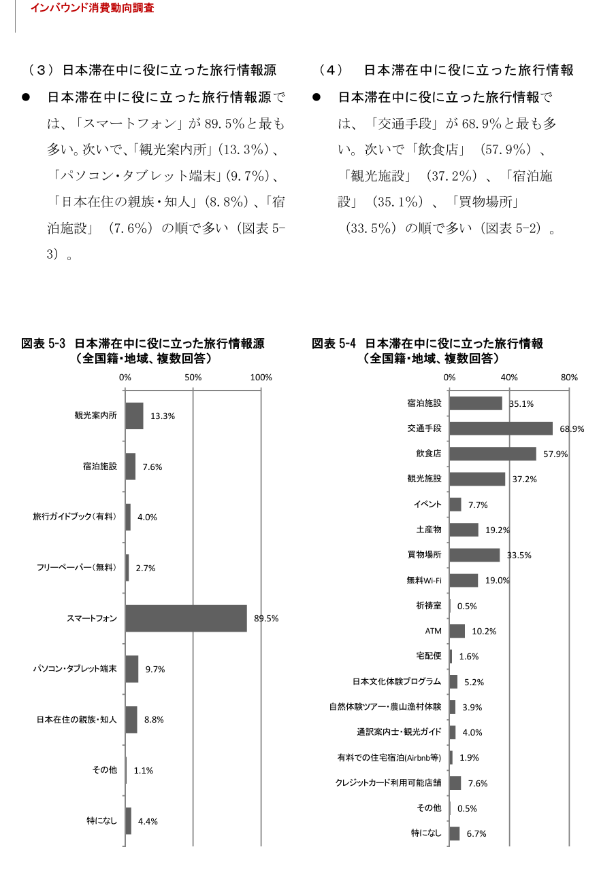 インバウンド消費動向調査
（３）日本滞在中に役に立った旅行情報源
● 日本滞在中に役に立った旅行情報源で
は、「スマートフォン」が 89.5%と最も
多い。次いで、「観光案内所」（13.3%）、
「パソコン・タブレット端末」（9.7%）、
「日本在住の親族・知人」（8.8%）、「宿
泊施設」（7.6%）の順で多い（図表 5-
3）。
（４）　日本滞在中に役に立った旅行情報
● 日本滞在中に役に立った旅行情報で
は、「交通手段」が 68.9%と最も多
い。次いで「飲食店」（57.9%）、
「観光施設」（37.2%）、「宿泊施
設」（35.1%）、「買物場所」
（33.5%）の順で多い（図表 5-2）。
図表 5-3 日本滞在中に役に立った旅行情報源
（全国籍・地域、複数回答）
0% 50% 100%
観光案内所 13.3%
宿泊施設 7.6%
旅行ガイドブック（有料） 4.0%
フリーペーパー（無料） 2.7%
スマートフォン 89.5%
パソコン・タブレット端末 9.7%
日本在住の親族・知人 8.8%
その他 1.1%
特になし 4.4%
図表 5-4 日本滞在中に役に立った旅行情報
（全国籍・地域、複数回答）
0% 40% 80%
宿泊施設 35.1%
交通手段 68.9%
飲食店 57.9%
観光施設 37.2%
イベント 7.7%
土産物 19.2%
買物場所 33.5%
無料Wi-Fi 19.0%
祈祷室 0.5%
ATM 10.2%
宅配便 1.6%
日本文化体験プログラム 5.2%
自然体験ツアー・農山漁村体験 3.9%
通訳案内士・観光ガイド 4.0%
有料での住宅宿泊(Airbnb等) 1.9%
クレジットカード利用可能店舗 7.6%
その他 0.5%
特になし 6.7%